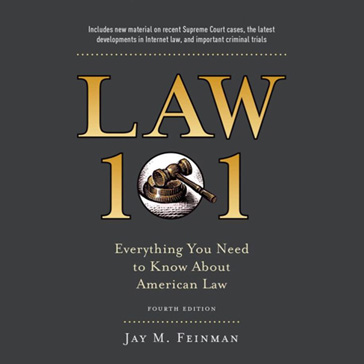 Includes new material on recent Supreme Court cases, the latest
developments in Internet law, and important criminal trials
LAW
101
Everything You Need
to Know About
American Law
FOURTH EDITION
JAY M. FEINMAN